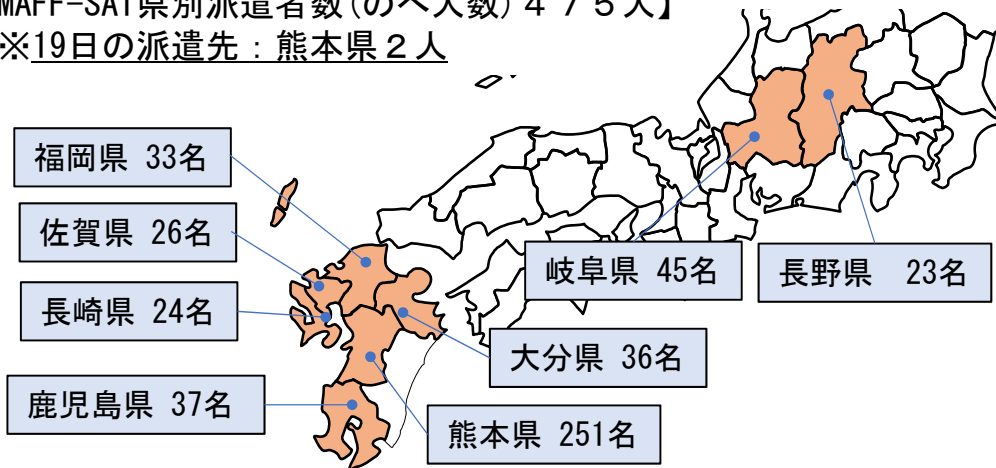 MAFF-SAT県別派遣者数(のべ人数)４７５人】
※19日の派遣先：熊本県２人
福岡県 33名
佐賀県 26名
長崎県 24名
鹿児島県 37名
岐阜県 45名
長野県 23名
大分県 36名
熊本県 251名